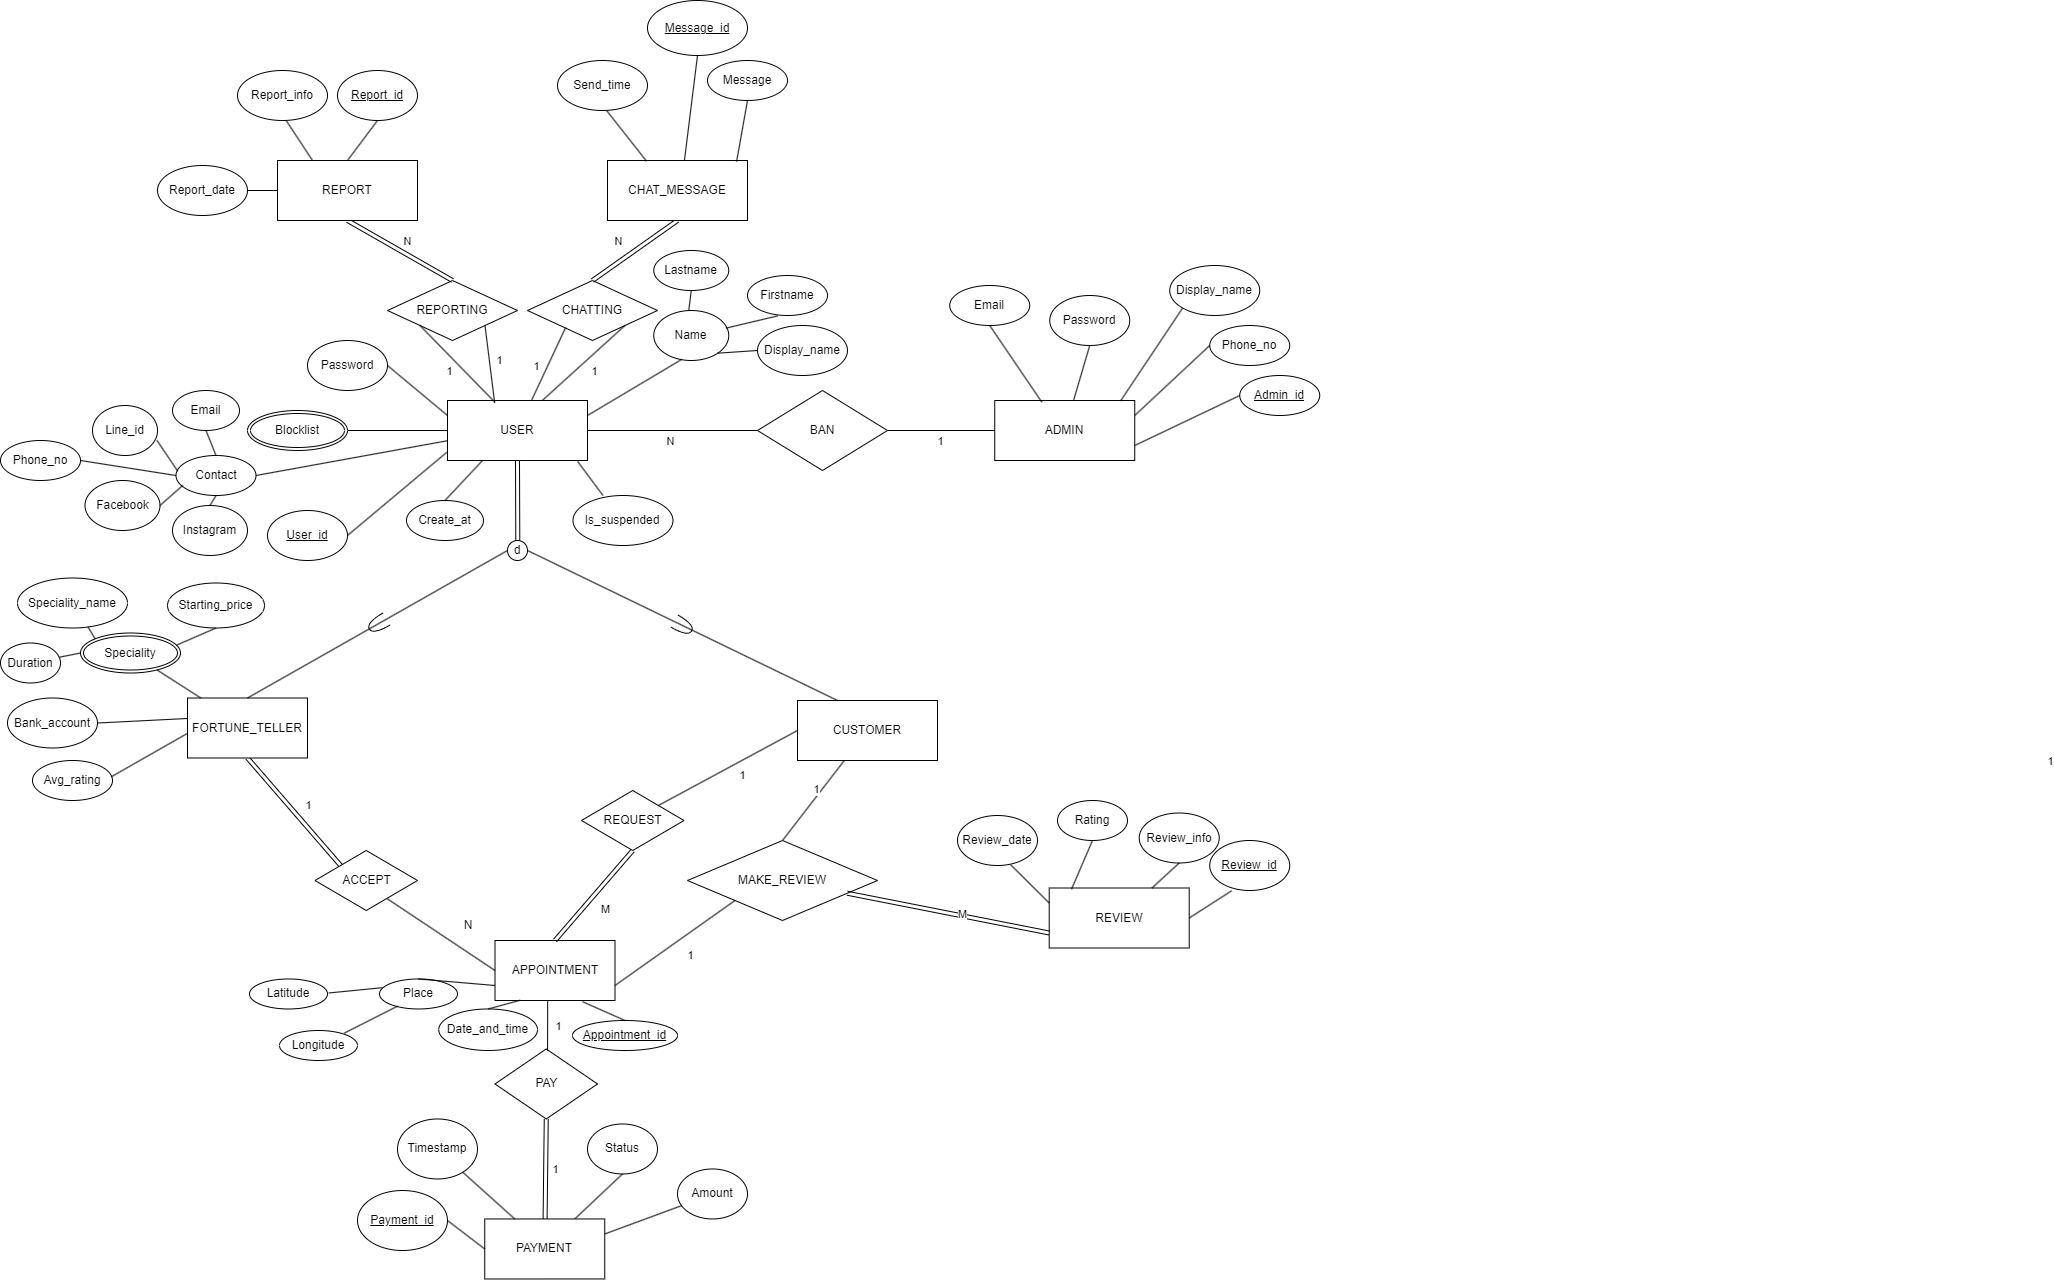 Message_id
Message
Send_time
Report_info
Report_id
Report_date
REPORT
CHAT_MESSAGE
N
N
Lastname
Firstname
Name
Display_name
REPORTING
CHATTING
1
1
1
1
Password
Email
Password
Display_name
Phone_no
Admin_id
Blocklist
USER
N
BAN
1
ADMIN
Email
Line_id
Phone_no
Contact
Facebook
Instagram
User_id
Create_at
Is_suspended
d
Speciality_name
Starting_price
Speciality
Duration
Bank_account
FORTUNE_TELLER
Avg_rating
CUSTOMER
1
1
1
1
REQUEST
ACCEPT
MAKE_REVIEW
Review_date
Rating
Review_info
Review_id
REVIEW
M
M
N
1
APPOINTMENT
Latitude
Place
Longitude
Date_and_time
Appointment_id
1
PAY
1
Timestamp
Status
Payment_id
Amount
PAYMENT